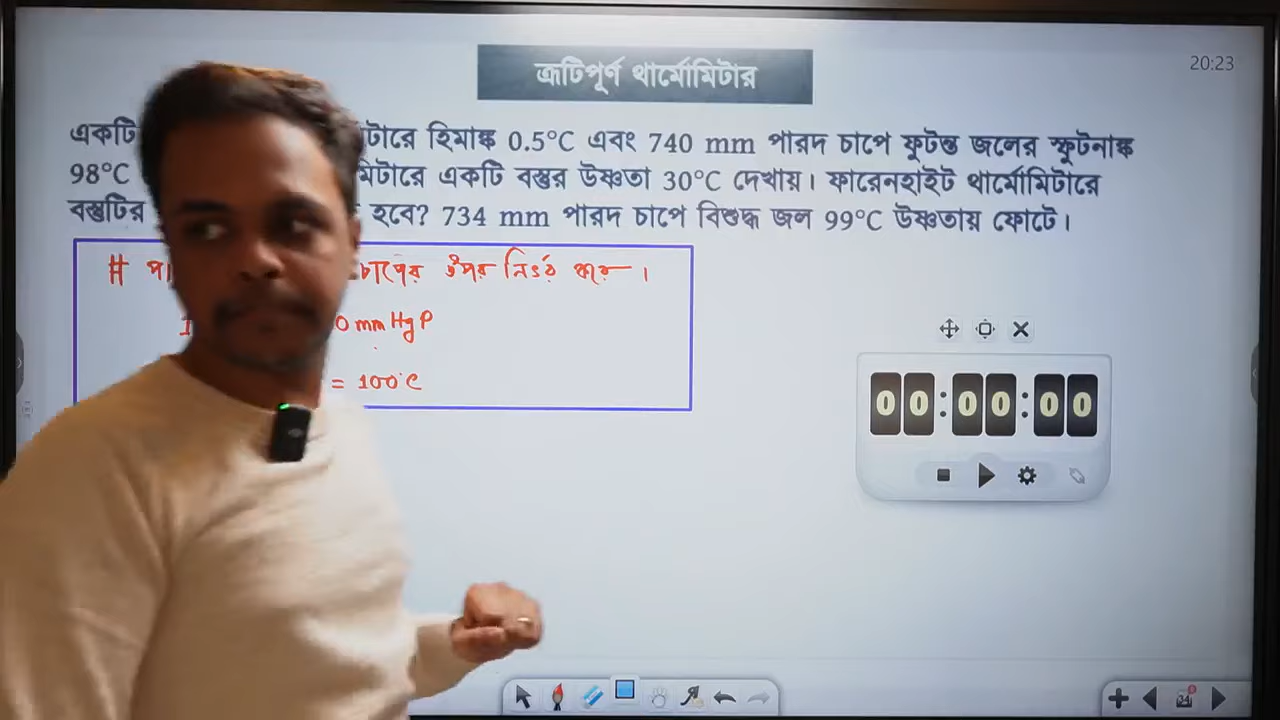 ত্রুটিপূর্ণ থার্মোমিটার
20:23
একটি টারে হিমাঙ্ক 0.5°C এবং 740 mm পারদ চাপে ফুটন্ত জলের স্ফুটনাঙ্ক
98°C মিটারে একটি বস্তুর উষ্ণতা 30°C দেখায়। ফারেনহাইট থার্মোমিটারে
বস্তুটির হবে? 734 mm পারদ চাপে বিশুদ্ধ জল 99°C উষ্ণতায় ফোটে।
# চাপের উপর নির্ভর করে।
0 mm Hg P
= 100°C
00:00:00